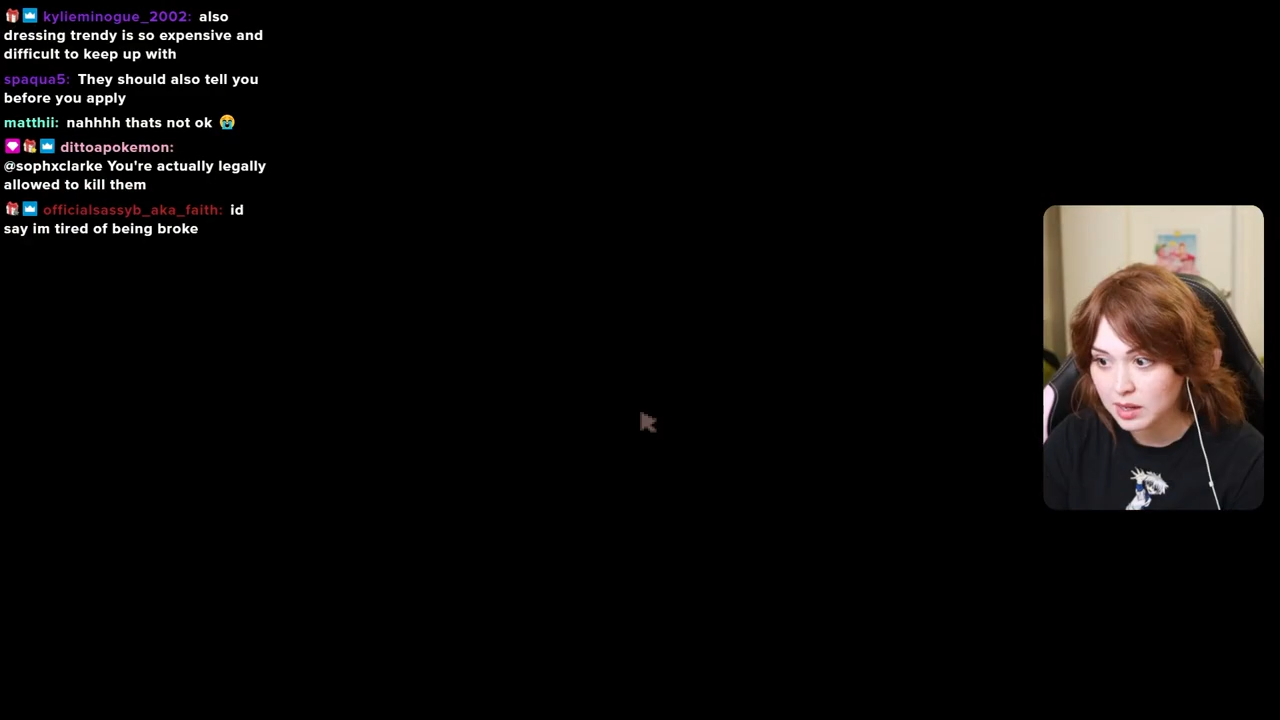 kylieminogue_2002: also
dressing trendy is so expensive and
difficult to keep up with
spaqua5: They should also tell you
before you apply
matthii: nahhhh thats not ok 😭
dittoapokemon:
@sophxclarke You're actually legally
allowed to kill them
officialsassyb_aka_faith: id
say im tired of being broke